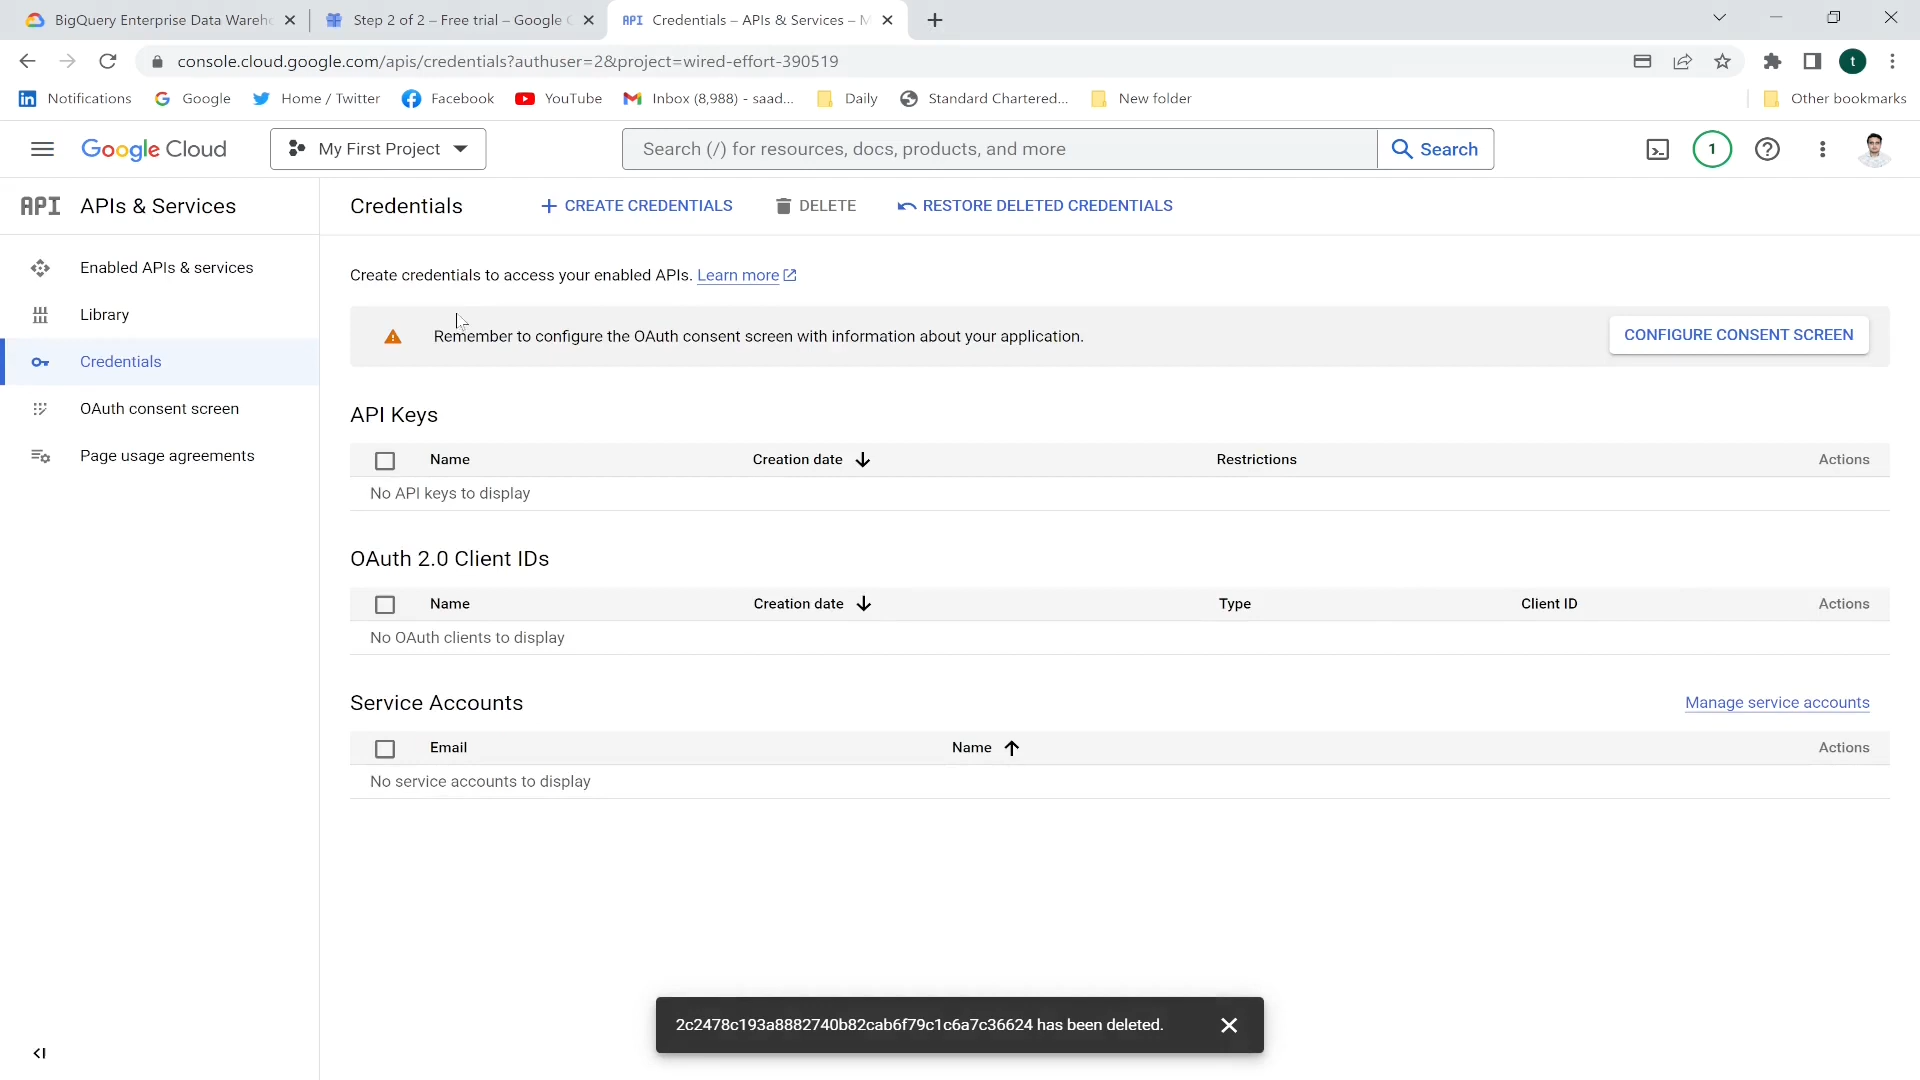 BigQuery Enterprise Data Wareh
Step 2 of 2 – Free trial – Google C
API Credentials – APIs & Services – M
console.cloud.google.com/apis/credentials?authuser=2&project=wired-effort-390519
t
Notifications
Google
Home / Twitter
Facebook
YouTube
Inbox (8,988) - saad...
Daily
Standard Chartered...
New folder
Other bookmarks
Google Cloud
My First Project
Search (/) for resources, docs, products, and more
Search
1
API APIs & Services
Credentials
CREATE CREDENTIALS
DELETE
RESTORE DELETED CREDENTIALS
Enabled APIs & services
Library
Credentials
OAuth consent screen
Page usage agreements
Create credentials to access your enabled APIs. Learn more
Remember to configure the OAuth consent screen with information about your application.
CONFIGURE CONSENT SCREEN
API Keys
Name Creation date Restrictions Actions
No API keys to display
OAuth 2.0 Client IDs
Name Creation date Type Client ID Actions
No OAuth clients to display
Service Accounts
Manage service accounts
Email Name Actions
No service accounts to display
2c2478c193a8882740b82cab6f79c1c6a7c36624 has been deleted.